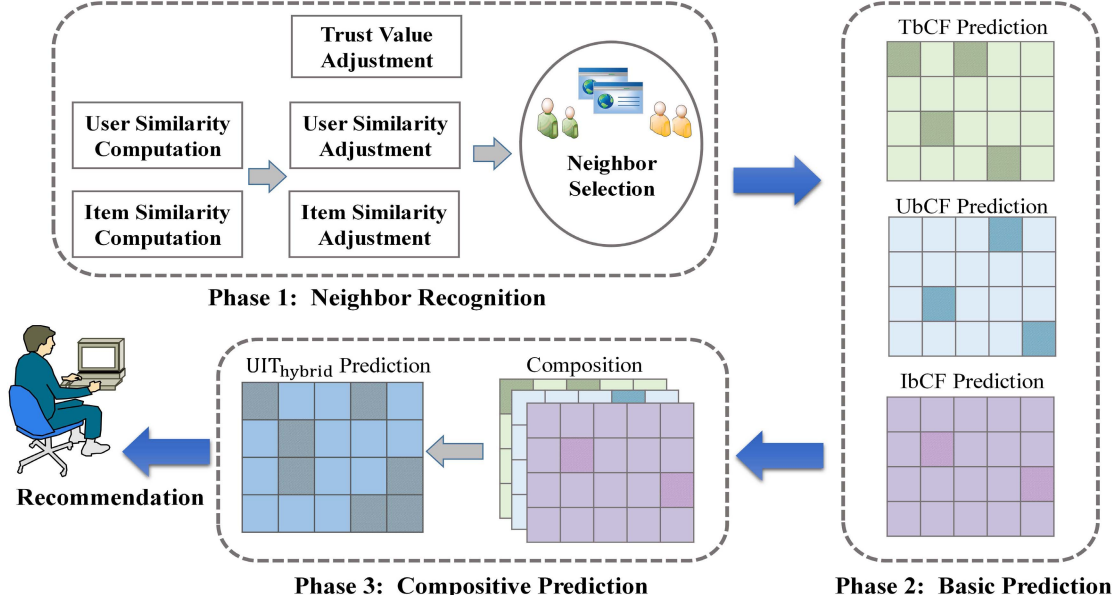 Trust Value
Adjustment
User Similarity
Computation
User Similarity
Adjustment
Item Similarity
Computation
Item Similarity
Adjustment
Neighbor
Selection
Phase 1: Neighbor Recognition
TbCF Prediction
UbCF Prediction
IbCF Prediction
Phase 2: Basic Prediction
Composition
UIThybrid Prediction
Phase 3: Compositive Prediction
Recommendation